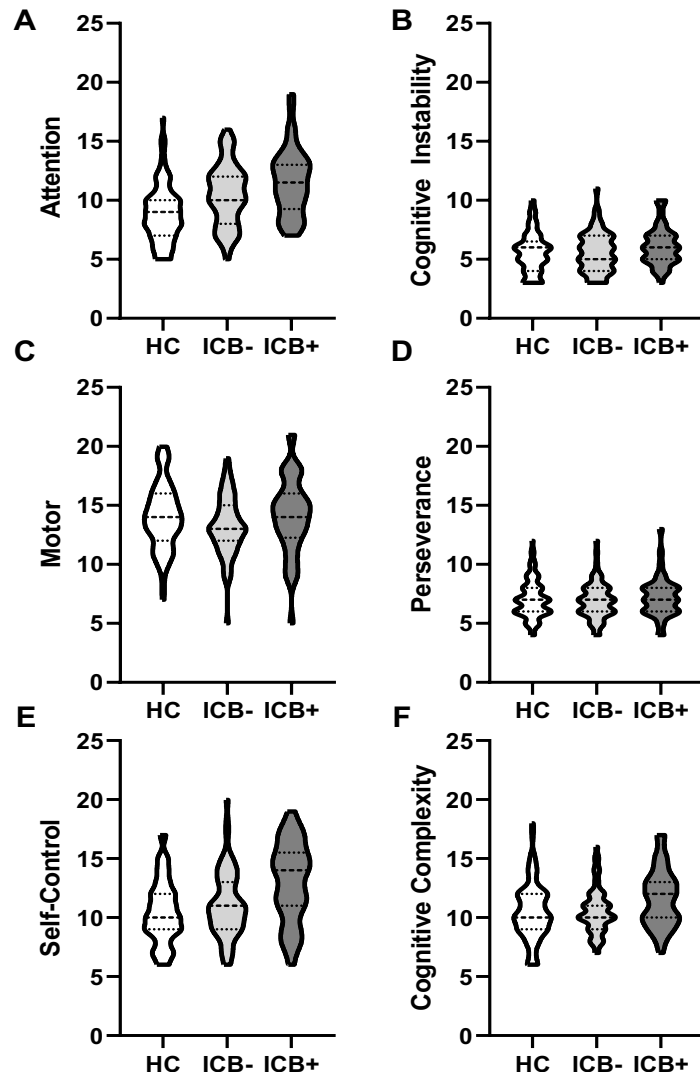 A
Attention
25
20
15
10
5
0
HC ICB- ICB+
B
Cognitive Instability
25
20
15
10
5
0
HC ICB- ICB+
C
Motor
25
20
15
10
5
0
HC ICB- ICB+
D
Perseverance
25
20
15
10
5
0
HC ICB- ICB+
E
Self-Control
25
20
15
10
5
0
HC ICB- ICB+
F
Cognitive Complexity
25
20
15
10
5
0
HC ICB- ICB+